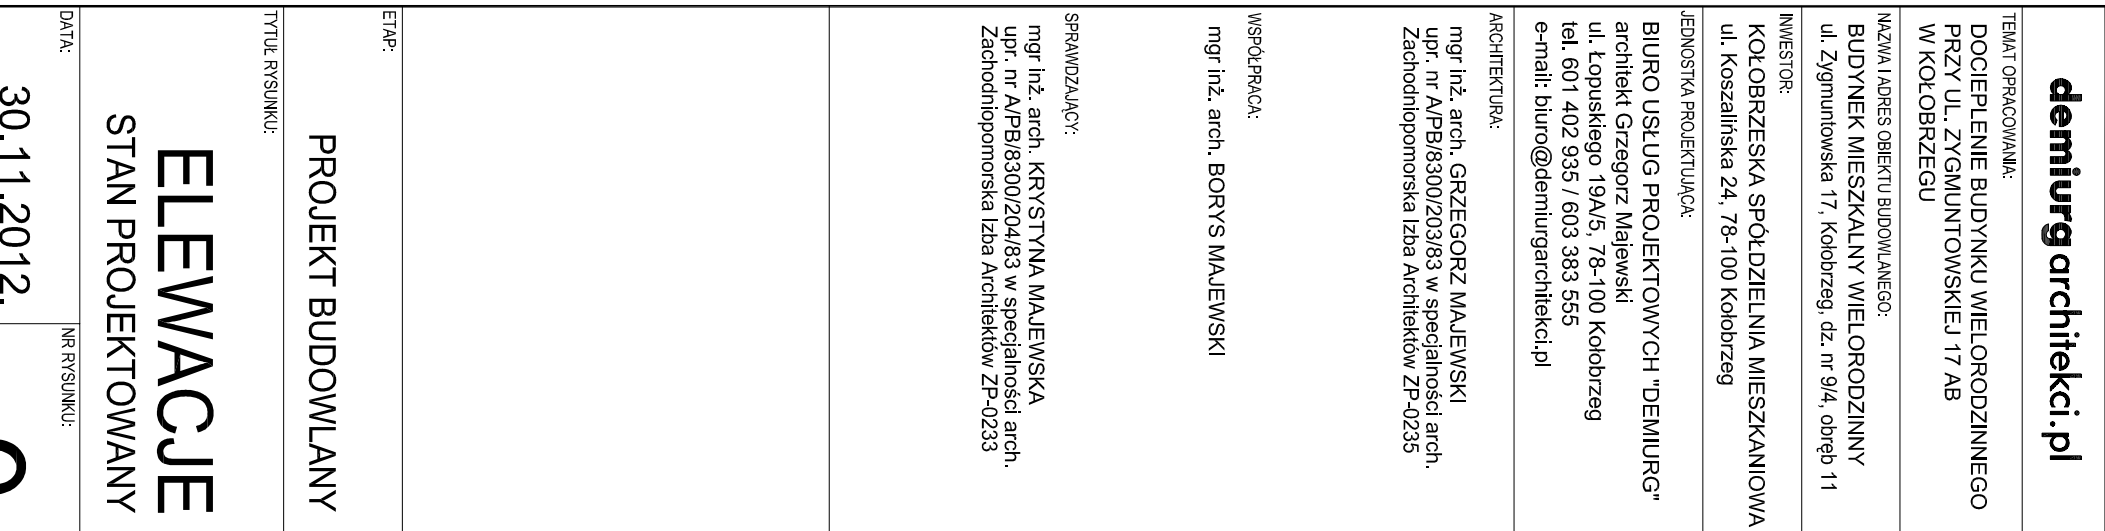 demiurg architekci.pl
TEMAT OPRACOWANIA:
DOCIEPLENIE BUDYNKU WIELORODZINNEGO
PRZY UL. ZYGMUNTOWSKIEJ 17 AB
W KOŁOBRZEGU
NAZWA I ADRES OBIEKTU BUDOWLANEGO:
BUDYNEK MIESZKALNY WIELORODZINNY
ul. Zygmuntowska 17, Kołobrzeg, dz. nr 9/4, obręb 11
INWESTOR:
KOŁOBRZESKA SPÓŁDZIELNIA MIESZKANIOWA
ul. Koszalińska 24, 78-100 Kołobrzeg
JEDNOSTKA PROJEKTUJĄCA:
BIURO USŁUG PROJEKTOWYCH "DEMIURG"
architekt Grzegorz Majewski
ul. Łopuskiego 19A/5, 78-100 Kołobrzeg
tel. 601 402 935 / 603 383 555
e-mail: biuro@demiurgarchitekci.pl
ARCHITEKTURA:
mgr inż. arch. GRZEGORZ MAJEWSKI
upr. nr A/PB/8300/203/83 w specjalności arch.
Zachodniopomorska Izba Architektów ZP-0235
WSPÓŁPRACA:
mgr inż. arch. BORYS MAJEWSKI
SPRAWDZAJĄCY:
mgr inż. arch. KRYSTYNA MAJEWSKA
upr. nr A/PB/8300/204/83 w specjalności arch.
Zachodniopomorska Izba Architektów ZP-0233
ETAP:
PROJEKT BUDOWLANY
TYTUŁ RYSUNKU:
ELEWACJE
STAN PROJEKTOWANY
DATA:
30.11.2012.
NR RYSUNKU: